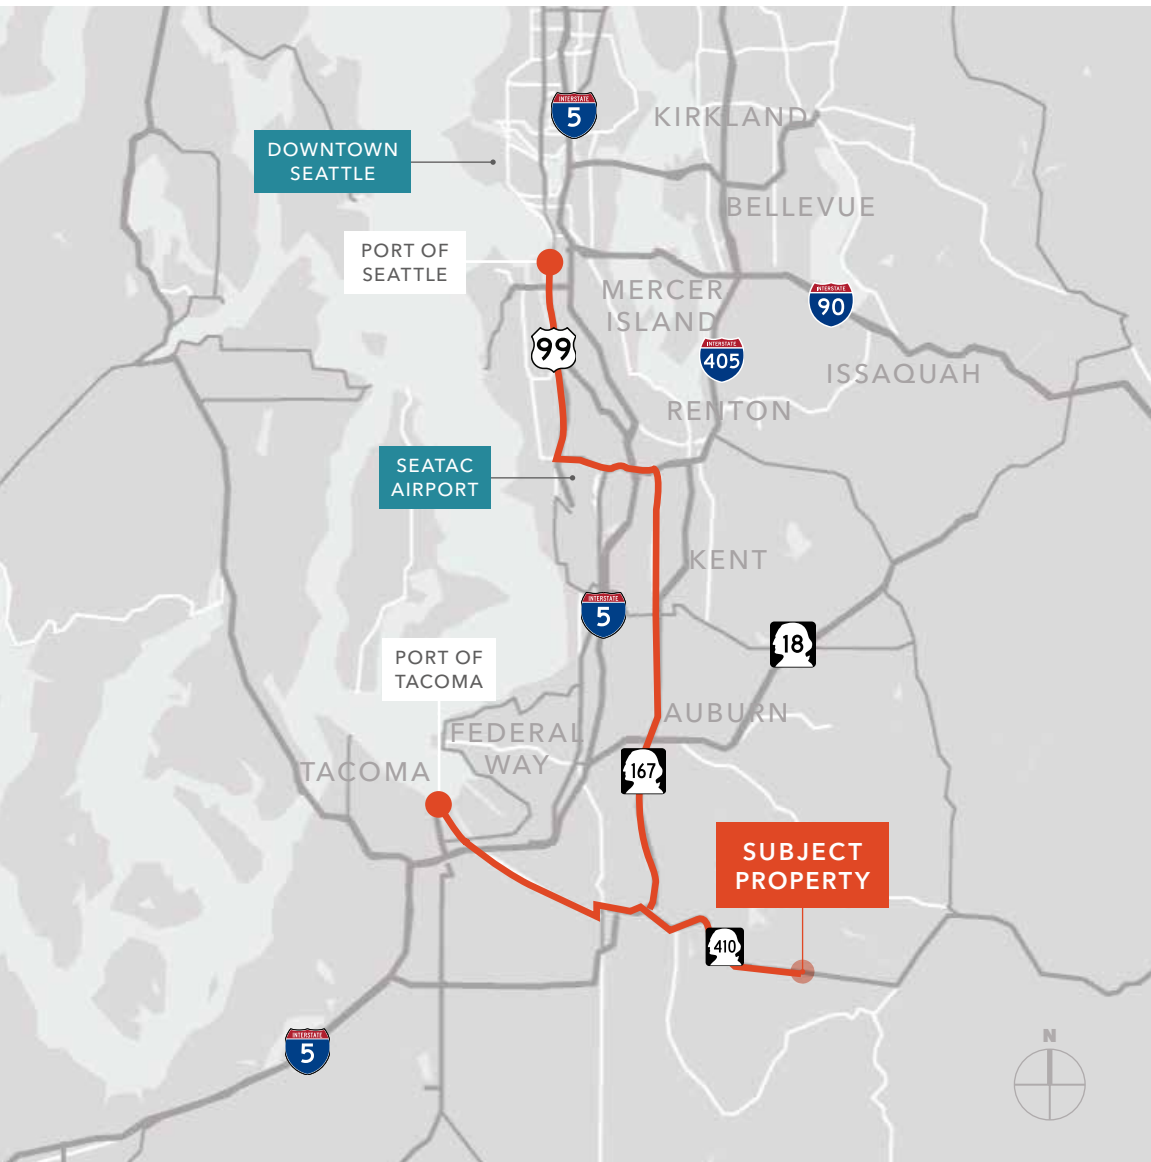 INTERSTATE
5
KIRKLAND
DOWNTOWN
SEATTLE
BELLEVUE
PORT OF
SEATTLE
MERCER
ISLAND
INTERSTATE
90
99
INTERSTATE
405
ISSAQUAH
RENTON
SEATAC
AIRPORT
KENT
INTERSTATE
5
18
PORT OF
TACOMA
AUBURN
FEDERAL
WAY
TACOMA
167
SUBJECT
PROPERTY
410
INTERSTATE
5
N